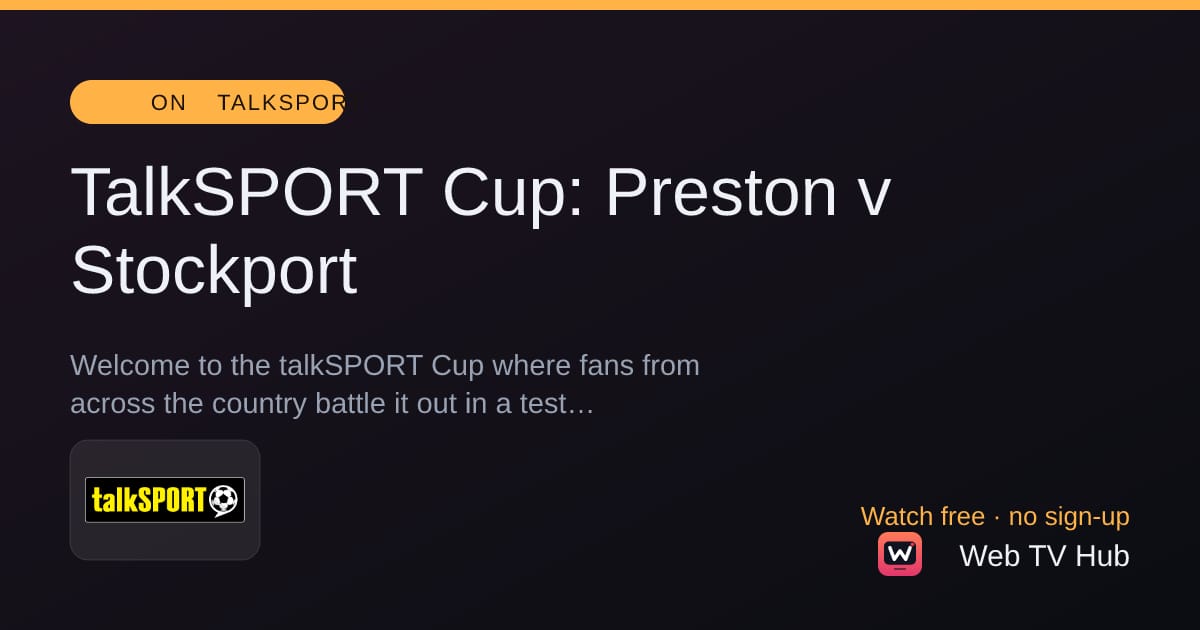 ON TALKSPOR
TalkSPORT Cup: Preston v
Stockport
Welcome to the talkSPORT Cup where fans from
across the country battle it out in a test…
talkSPORT
Watch free · no sign-up
W
Web TV Hub